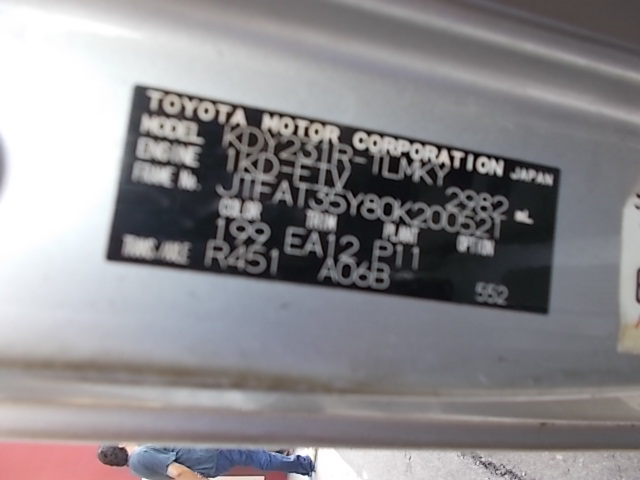 TOYOTA MOTOR CORPORATION JAPAN
MODEL KDY231R-TLMKY
ENGINE 1KD-FTV 2982 mL
FRAME No. JTFAT35Y80K200521
COLOR TRIM PLANT OPTION
199 EA12 P11
TRANS/AXLE R451 A06B 552